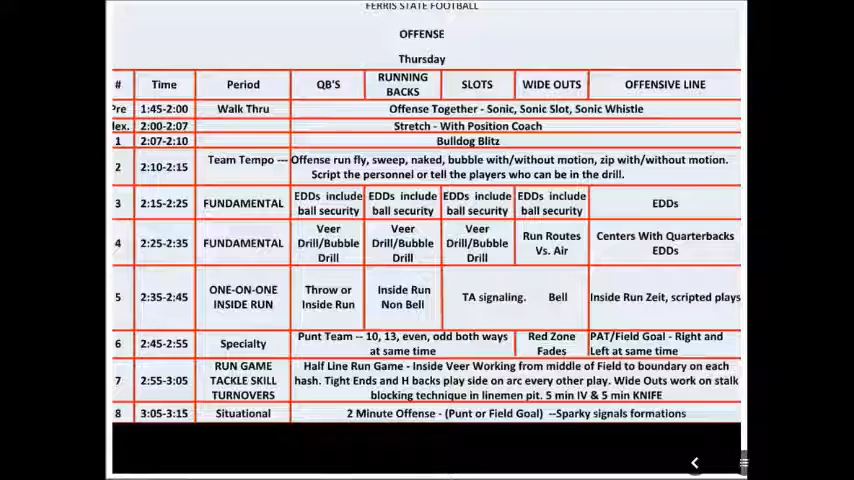 FERRIS STATE FOOTBALL
OFFENSE
Thursday
# Time Period QB'S RUNNING BACKS SLOTS WIDE OUTS OFFENSIVE LINE
Pre 1:45-2:00 Walk Thru Offense Together - Sonic, Sonic Slot, Sonic Whistle
lex. 2:00-2:07 Stretch - With Position Coach
1 2:07-2:10 Bulldog Blitz
2 2:10-2:15 Team Tempo --- Offense run fly, sweep, naked, bubble with/without motion, zip with/without motion.
Script the personnel or tell the players who can be in the drill.
3 2:15-2:25 FUNDAMENTAL EDDs include ball security EDDs include ball security EDDs include ball security EDDs include ball security EDDs
4 2:25-2:35 FUNDAMENTAL Veer Drill/Bubble Drill Veer Drill/Bubble Drill Veer Drill/Bubble Drill Run Routes Vs. Air Centers With Quarterbacks EDDs
5 2:35-2:45 ONE-ON-ONE INSIDE RUN Throw or Inside Run Inside Run Non Bell TA signaling. Bell Inside Run Zeit, scripted plays
6 2:45-2:55 Specialty Punt Team -- 10, 13, even, odd both ways at same time Red Zone Fades PAT/Field Goal - Right and Left at same time
7 2:55-3:05 RUN GAME TACKLE SKILL TURNOVERS Half Line Run Game - Inside Veer Working from middle of Field to boundary on each
hash. Tight Ends and H backs play side on arc every other play. Wide Outs work on stalk
blocking technique in linemen pit. 5 min IV & 5 min KNIFE
8 3:05-3:15 Situational 2 Minute Offense - (Punt or Field Goal) --Sparky signals formations